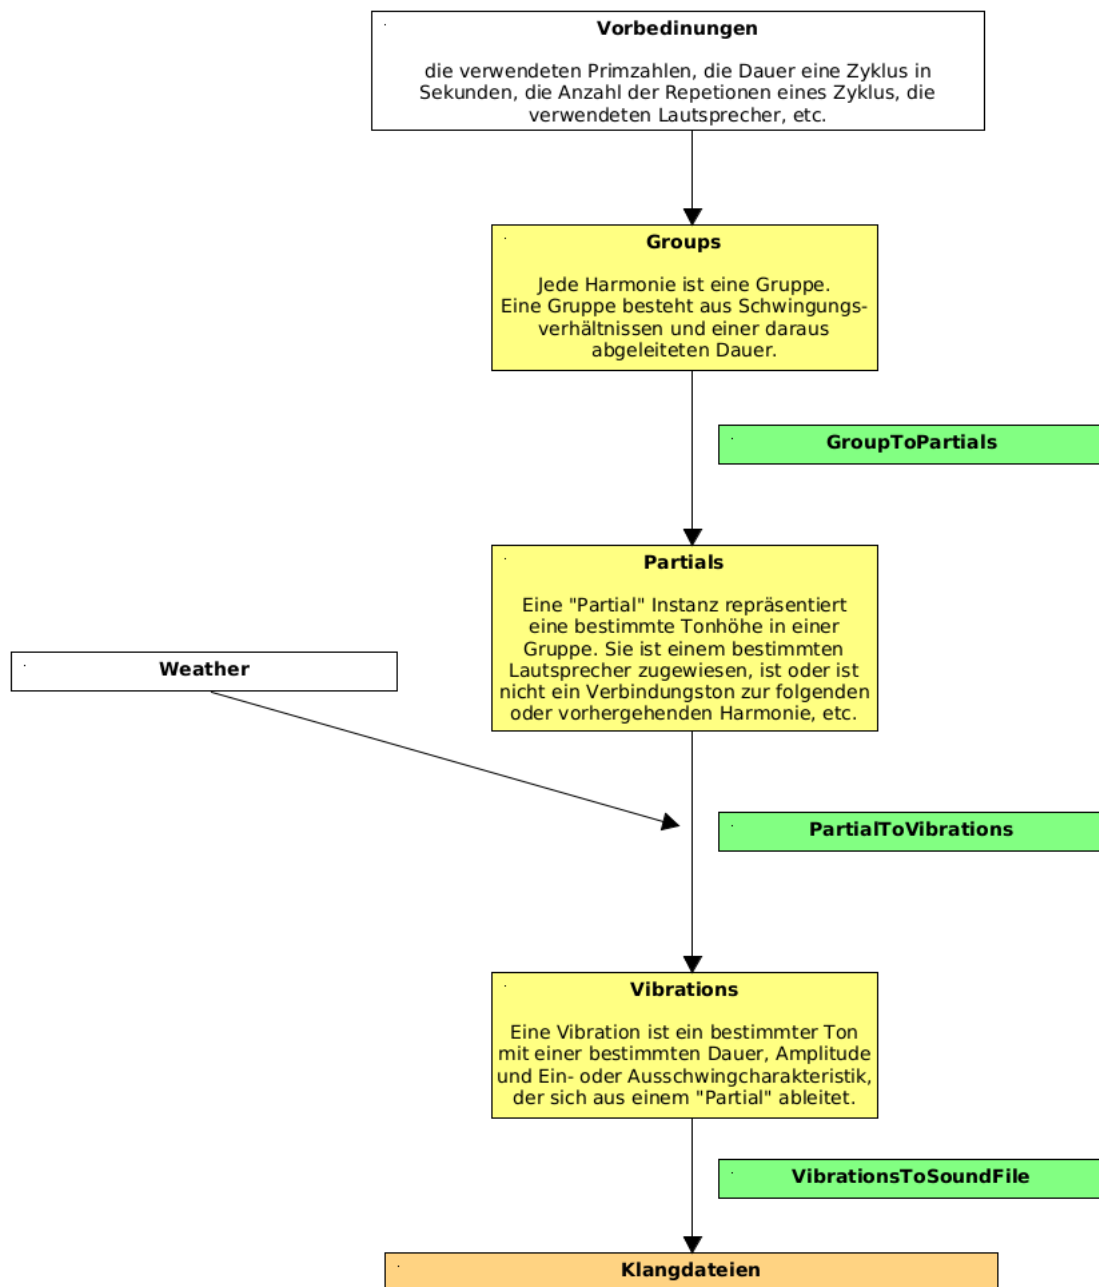 Vorbedinungen
die verwendeten Primzahlen, die Dauer eine Zyklus in
Sekunden, die Anzahl der Repetionen eines Zyklus, die
verwendeten Lautsprecher, etc.
Groups
Jede Harmonie ist eine Gruppe.
Eine Gruppe besteht aus Schwingungs-
verhältnissen und einer daraus
abgeleiteten Dauer.
GroupToPartials
Partials
Eine "Partial" Instanz repräsentiert
eine bestimmte Tonhöhe in einer
Gruppe. Sie ist einem bestimmten
Lautsprecher zugewiesen, ist oder ist
nicht ein Verbindungston zur folgenden
oder vorhergehenden Harmonie, etc.
Weather
PartialToVibrations
Vibrations
Eine Vibration ist ein bestimmter Ton
mit einer bestimmten Dauer, Amplitude
und Ein- oder Ausschwingcharakteristik,
der sich aus einem "Partial" ableitet.
VibrationsToSoundFile
Klangdateien